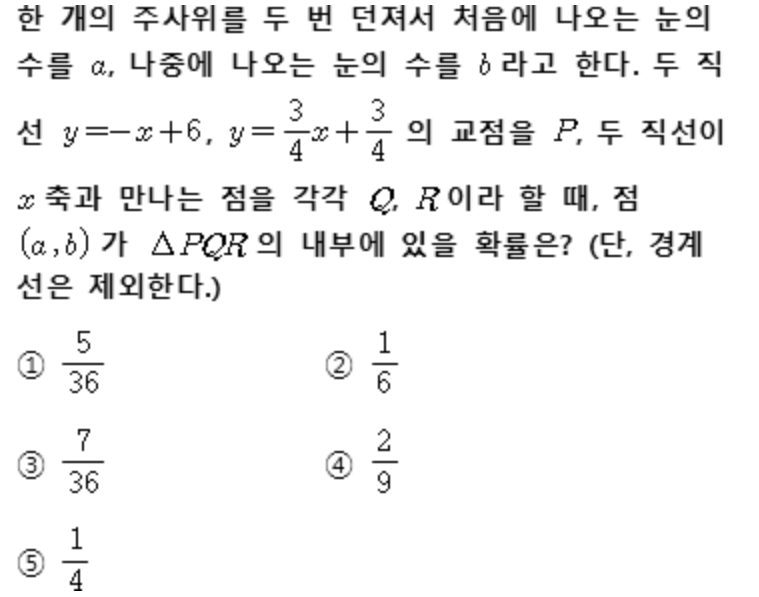 한 개의 주사위를 두 번 던져서 처음에 나오는 눈의
수를 a, 나중에 나오는 눈의 수를 b라고 한다. 두 직
선 y=-x+6, y=3/4x+3/4 의 교점을 P, 두 직선이
x축과 만나는 점을 각각 Q, R이라 할 때, 점
(a,b)가 △PQR의 내부에 있을 확률은? (단, 경계
선은 제외한다.)
① 5/36 ② 1/6
③ 7/36 ④ 2/9
⑤ 1/4